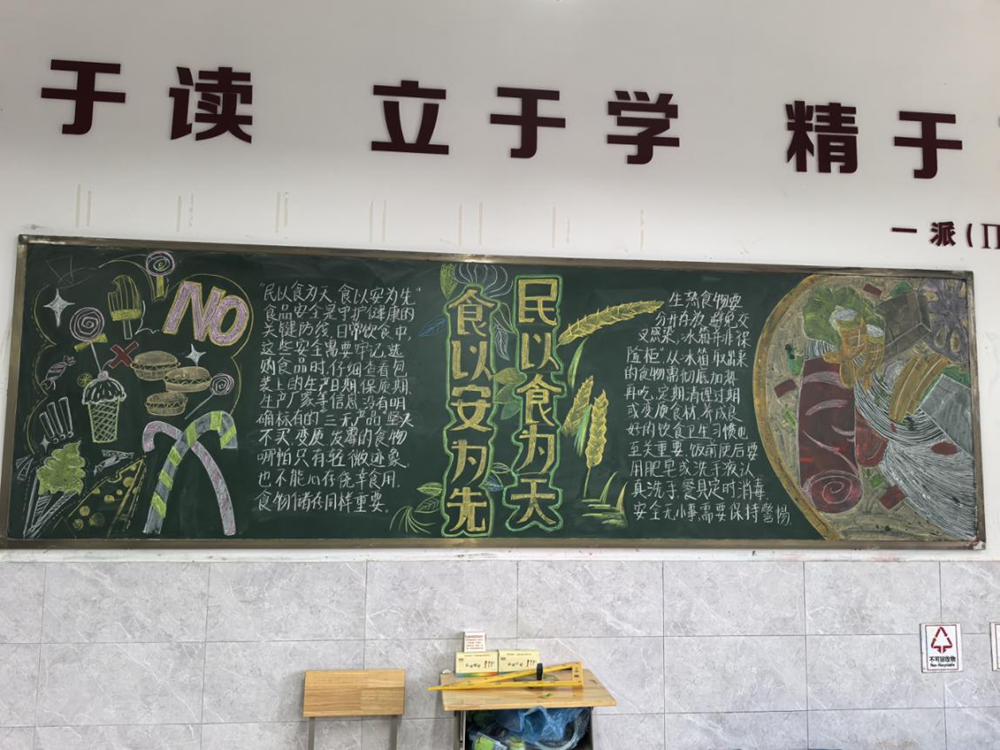 于读 立于学 精于
一派(
NO
"民以食为天,食以安为先"
食品安全是守护健康的
关键防线,日常饮食中,
这些安全需要牢记,选
购食品时,仔细查看包
装上的生产日期,保质期,
生产厂家等信息,没有明
确标有的"三无"产品坚决
不买,变质、发霉的食物
哪怕只有轻微迹象,
也不能心存侥幸食用.
食物储存同样重要.
民以食为天
食以安为先
生熟食物要
分开存放,避免交
叉感染,冰箱并非保
险柜,从冰箱取出来
的食物需彻底加热
再吃,定期清理过期
或变质食材,养成良
好的饮食卫生习惯也
至关重要,饭前便后要
用肥皂或洗手液认
真洗手,餐具定时消毒
安全无小事,需要保持警惕
不可回收物